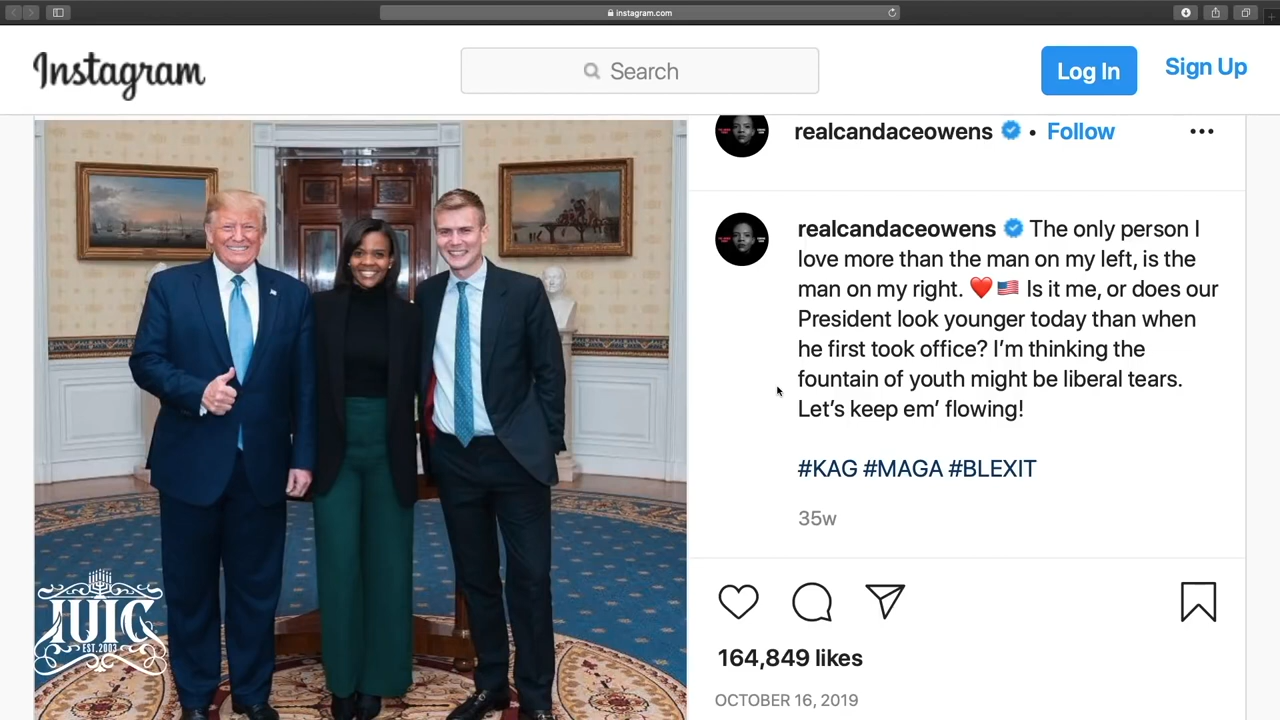 instagram.com
Instagram
Search
Log In
Sign Up
realcandaceowens • Follow
realcandaceowens The only person I
love more than the man on my left, is the
man on my right. ❤️🇺🇸 Is it me, or does our
President look younger today than when
he first took office? I’m thinking the
fountain of youth might be liberal tears.
Let’s keep em’ flowing!
#KAG #MAGA #BLEXIT
35w
164,849 likes
OCTOBER 16, 2019
IUIC
EST. 2003